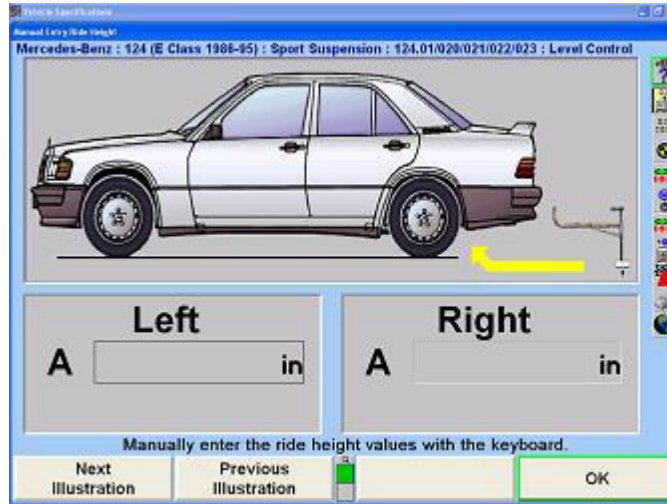 Vehicle Specifications
Manual Entry Ride Height
Mercedes-Benz : 124 (E Class 1986-95) : Sport Suspension : 124.01/020/021/022/023 : Level Control
Left
Right
A in
A in
Manually enter the ride height values with the keyboard.
Next Illustration
Previous Illustration
OK